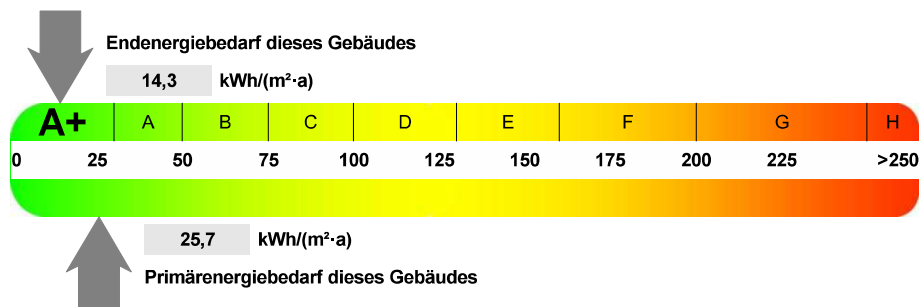 Endenergiebedarf dieses Gebäudes
14,3 kWh/(m²·a)
A+ A B C D E F G H
0 25 50 75 100 125 150 175 200 225 >250
25,7 kWh/(m²·a)
Primärenergiebedarf dieses Gebäudes